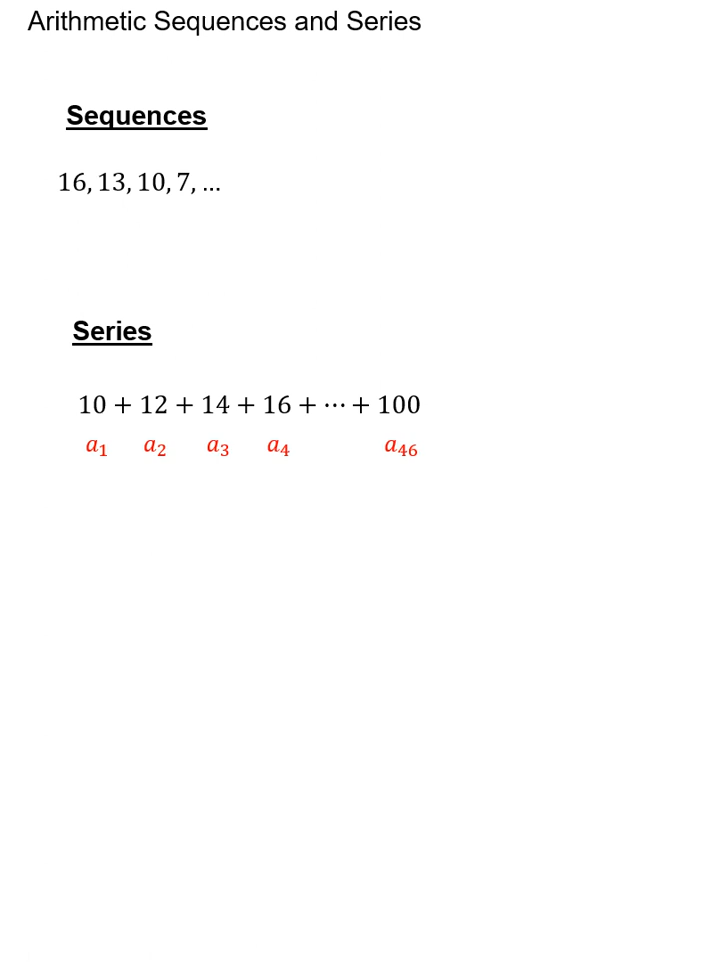 Arithmetic Sequences and Series
Sequences
16, 13, 10, 7, …
Series
10 + 12 + 14 + 16 + ⋯ + 100
a₁ a₂ a₃ a₄ a₄₆